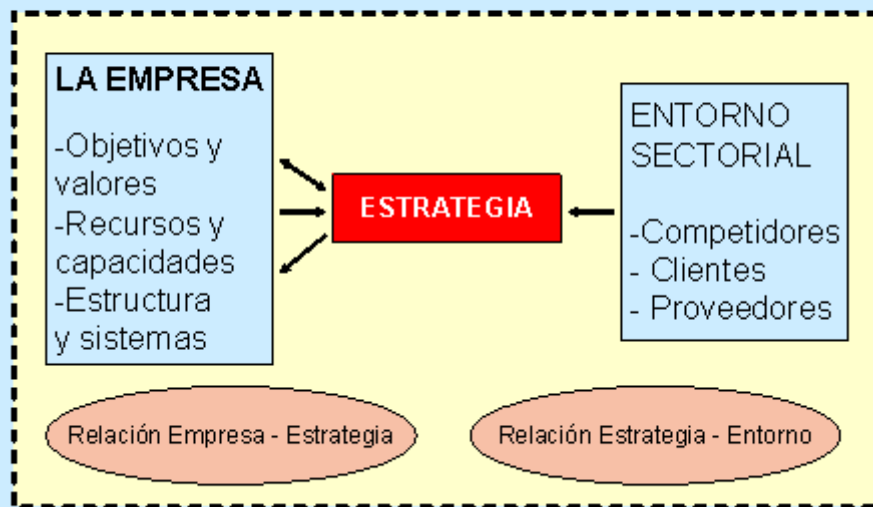 LA EMPRESA
-Objetivos y
valores
-Recursos y
capacidades
-Estructura
y sistemas
ESTRATEGIA
ENTORNO
SECTORIAL
-Competidores
- Clientes
- Proveedores
Relación Empresa - Estrategia
Relación Estrategia - Entorno